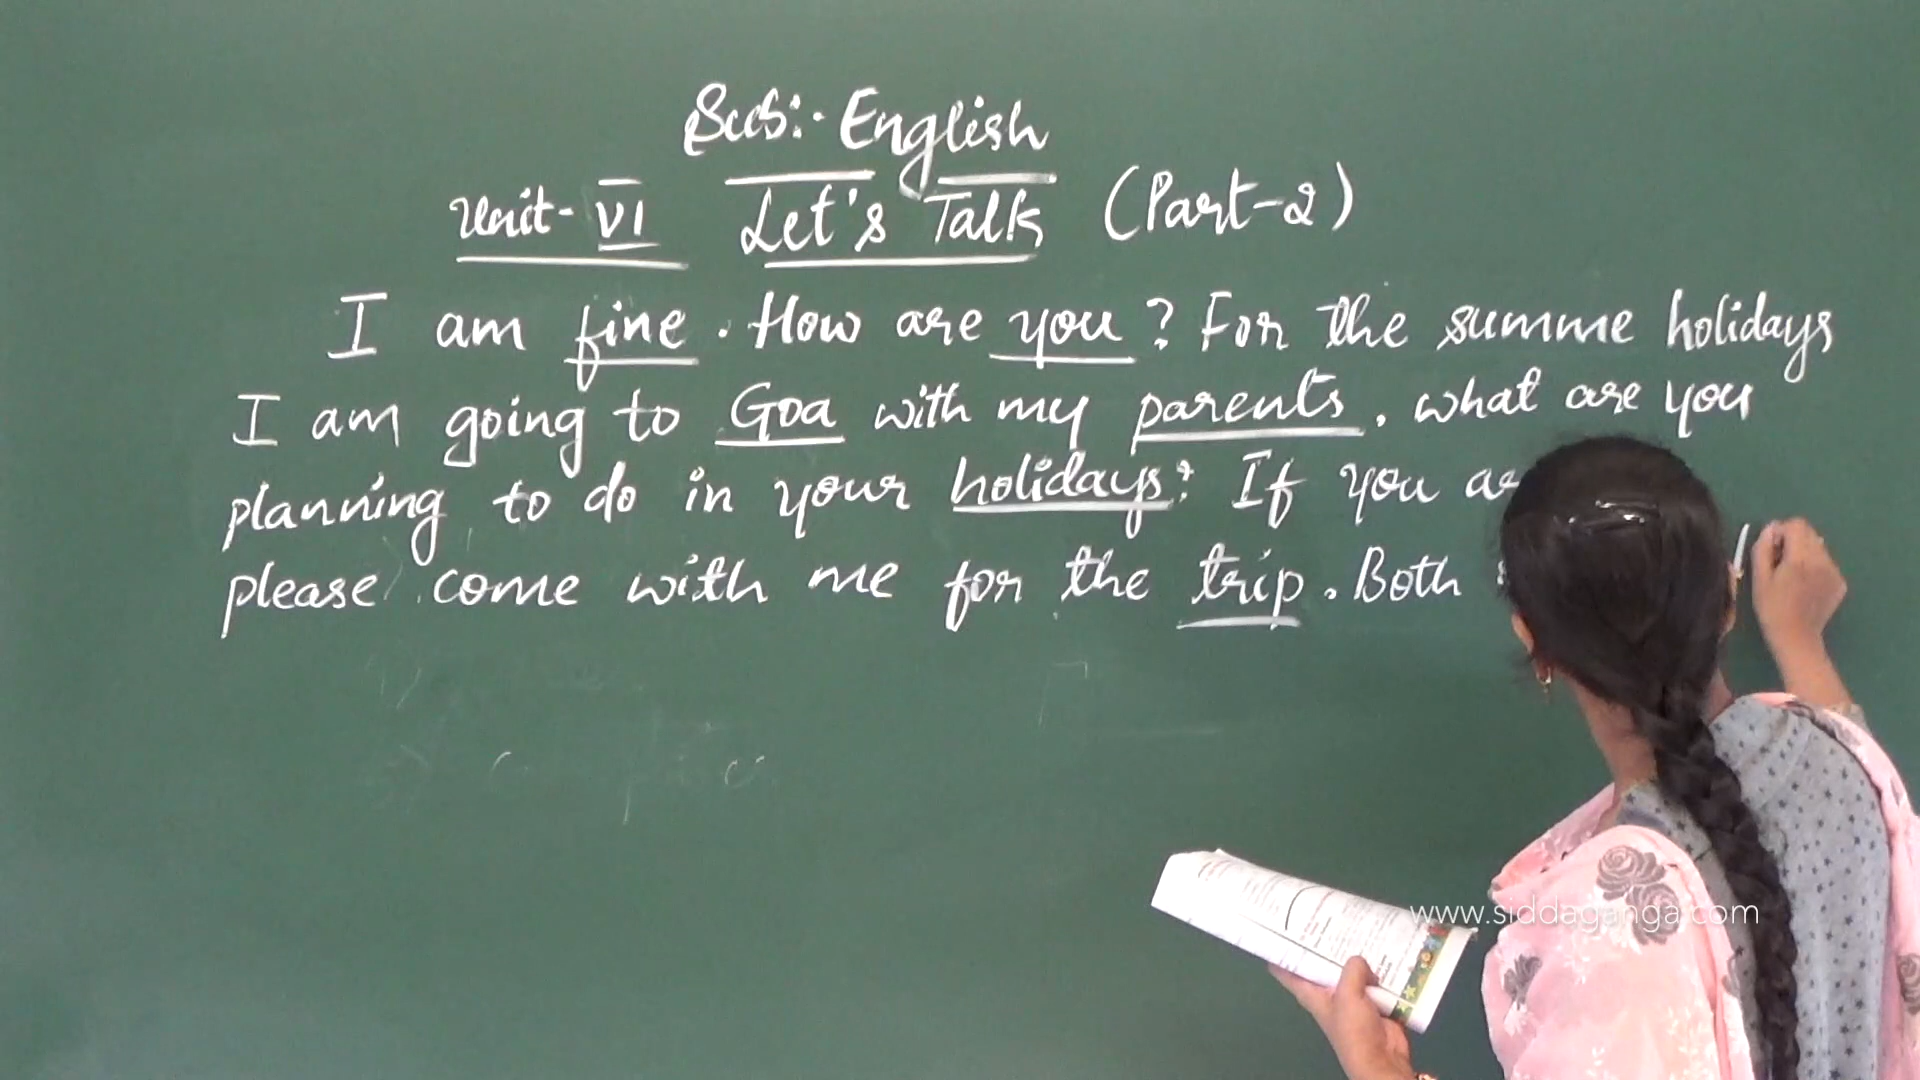 Sub:- English
Unit- VI Let's Talk (Part-2)
I am fine. How are you? For the summe holidays
I am going to Goa with my parents. what are you
planning to do in your holidays? If you
please come with me for the trip. Both
www.siddaganga.com